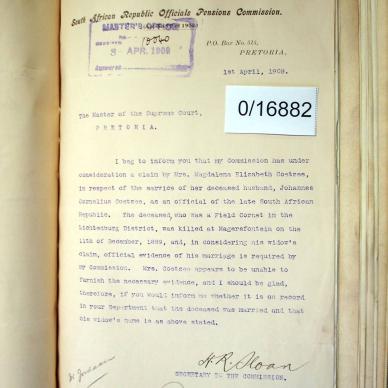 South African Republic Officials Pensions Commission.
MASTER'S OFFICE
3- APR. 1909
P.O. Box No. 515,
PRETORIA,
1st April, 1909.
0/16882
The Master of the Supreme Court,
PRETORIA.
I beg to inform you that my Commission has under
consideration a claim by Mrs. Magdalena Elizabeth Coetzee,
in respect of the service of her deceased husband, Johannes
Cornelius Coetzee, as an official of the late South African
Republic. The deceased, who was a Field Cornet in the
Lichtenburg District, was killed at Magersfontein on
the 11th of December, 1899, and, in considering his widow's
claim, official evidence of his marriage is required by
my Commission. Mrs. Coetzee appears to be unable to
furnish the necessary evidence, and I should be glad,
therefore, if you would inform me whether it is on record
in your Department that the deceased was married and that
his widow's name is as above stated.
H. R. Sloan
SECRETARY TO THE COMMISSION.